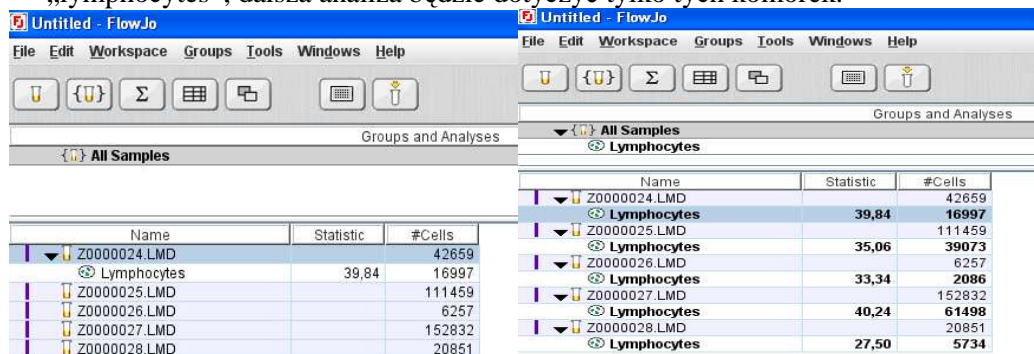 „lymphocytes”, dalsza analiza będzie dotyczyć tylko tych komórek.
Untitled - FlowJo
File Edit Workspace Groups Tools Windows Help
Σ
Groups and Analyses
All Samples
Name Statistic #Cells
Z0000024.LMD 42659
Lymphocytes 39,84 16997
Z0000025.LMD 111459
Z0000026.LMD 6257
Z0000027.LMD 152832
Z0000028.LMD 20851
Untitled - FlowJo
File Edit Workspace Groups Tools Windows Help
Σ
Groups and Analyses
All Samples
Lymphocytes
Name Statistic #Cells
Z0000024.LMD 42659
Lymphocytes 39,84 16997
Z0000025.LMD 111459
Lymphocytes 35,06 39073
Z0000026.LMD 6257
Lymphocytes 33,34 2086
Z0000027.LMD 152832
Lymphocytes 40,24 61498
Z0000028.LMD 20851
Lymphocytes 27,50 5734